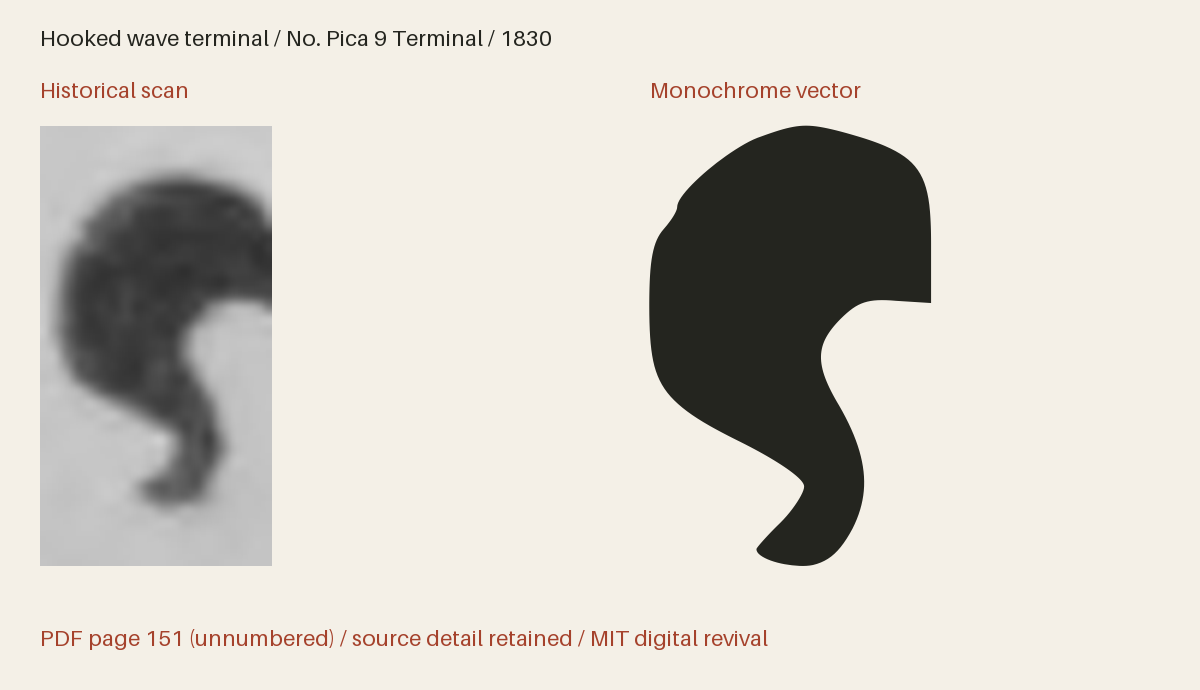 Hooked wave terminal / No. Pica 9 Terminal / 1830
Historical scan
Monochrome vector
PDF page 151 (unnumbered) / source detail retained / MIT digital revival